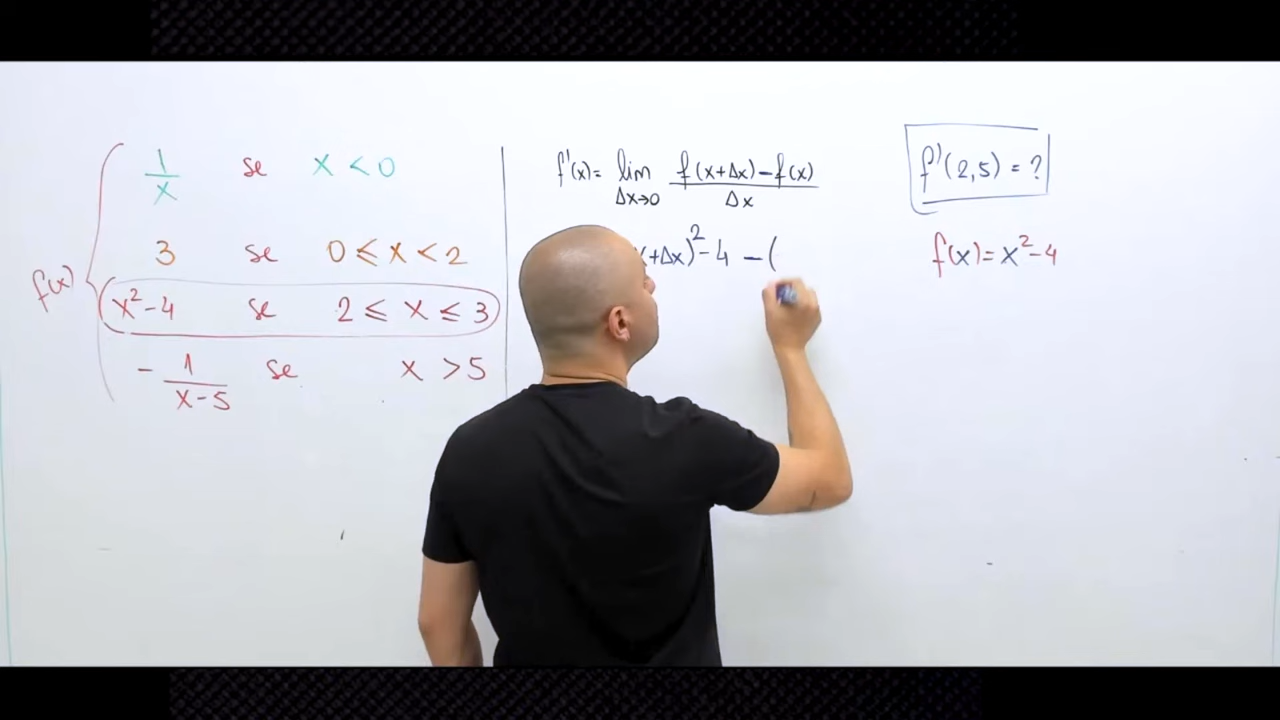 1/x se x < 0
3 se 0 ≤ x < 2
f(x) { x² - 4 se 2 ≤ x ≤ 3
- 1/(x-5) se x > 5
f'(x) = lim Δx→0 (f(x+Δx) - f(x))/Δx
x+Δx)² - 4 - (
f'(2,5) = ?
f(x) = x² - 4